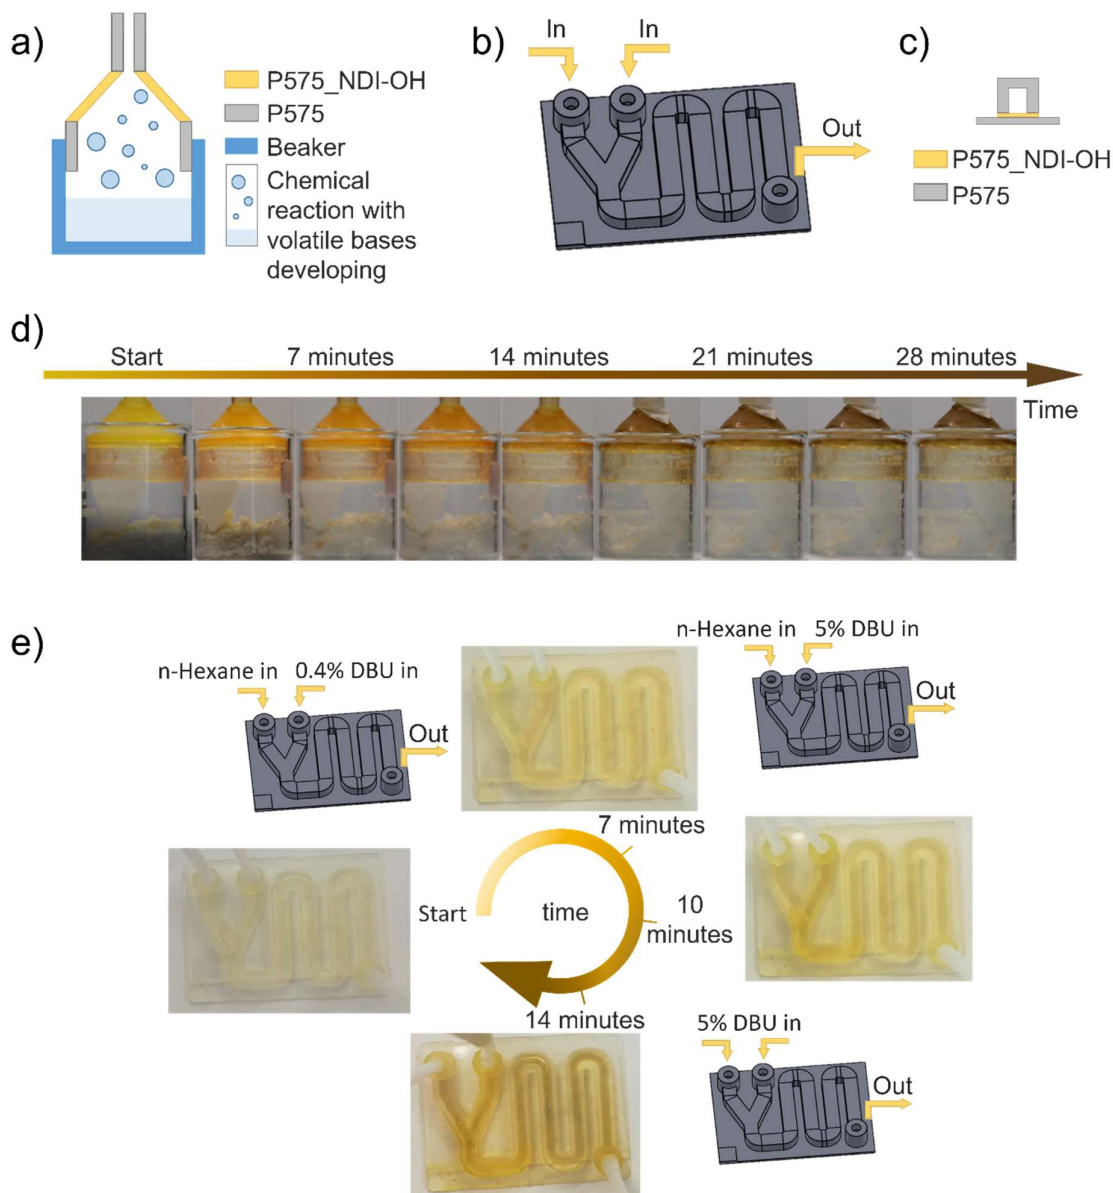 a)
P575_NDI-OH
P575
Beaker
Chemical
reaction with
volatile bases
developing
b)
In
In
Out
c)
P575_NDI-OH
P575
d)
Start
7 minutes
14 minutes
21 minutes
28 minutes
Time
e)
n-Hexane in
0.4% DBU in
Out
n-Hexane in
5% DBU in
Out
7 minutes
Start
time
10
minutes
14 minutes
5% DBU in
Out